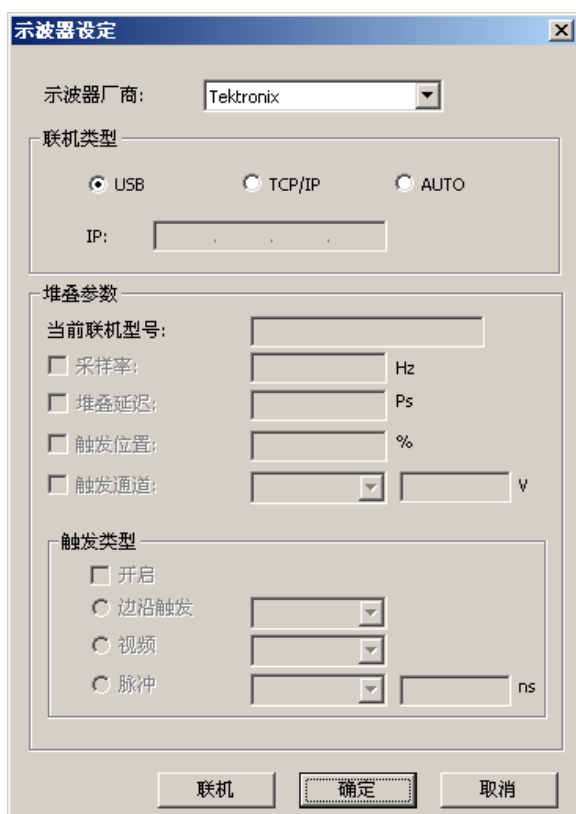 示波器设定
示波器厂商: Tektronix
联机类型
USB TCP/IP AUTO
IP: . . .
堆叠参数
当前联机型号:
采样率: Hz
堆叠延迟: Ps
触发位置: %
触发通道: V
触发类型
开启
边沿触发
视频
脉冲 ns
联机 确定 取消